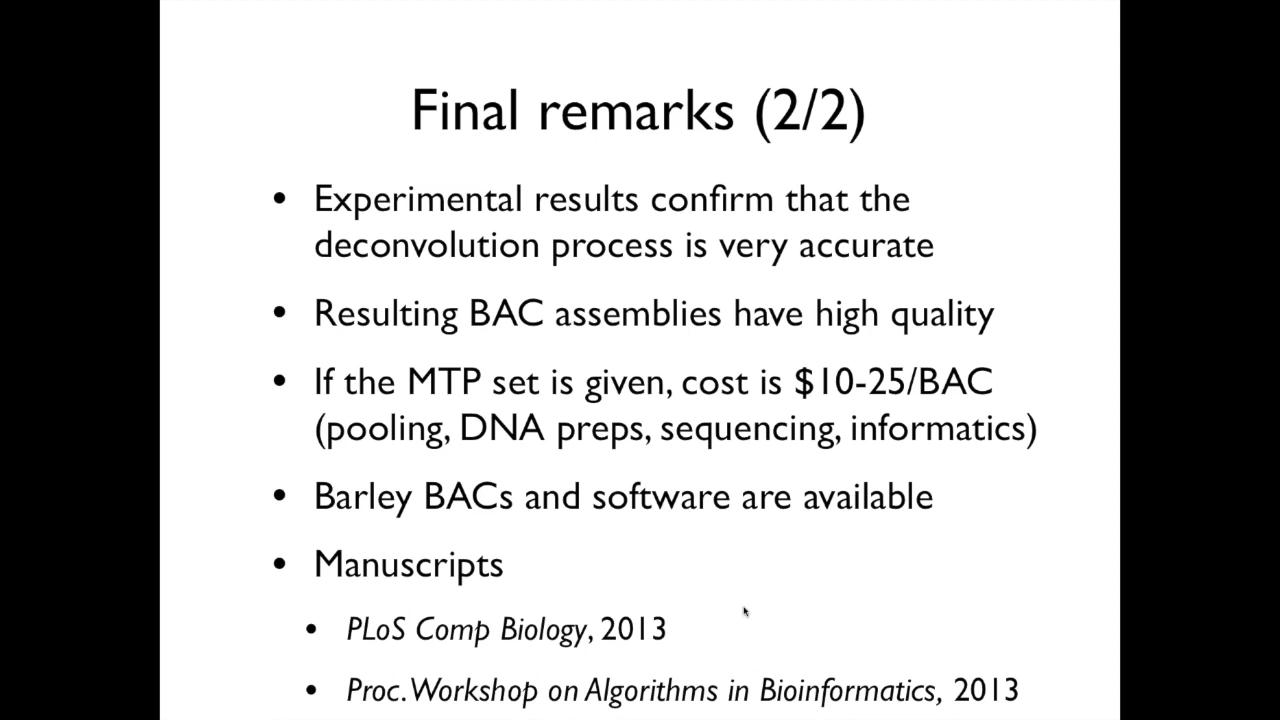 Final remarks (2/2)
• Experimental results confirm that the
deconvolution process is very accurate
• Resulting BAC assemblies have high quality
• If the MTP set is given, cost is $10-25/BAC
(pooling, DNA preps, sequencing, informatics)
• Barley BACs and software are available
• Manuscripts
• PLoS Comp Biology, 2013
• Proc. Workshop on Algorithms in Bioinformatics, 2013